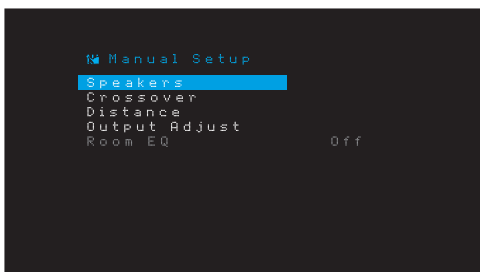 Manual Setup
Speakers
Crossover
Distance
Output Adjust
Room EQ Off